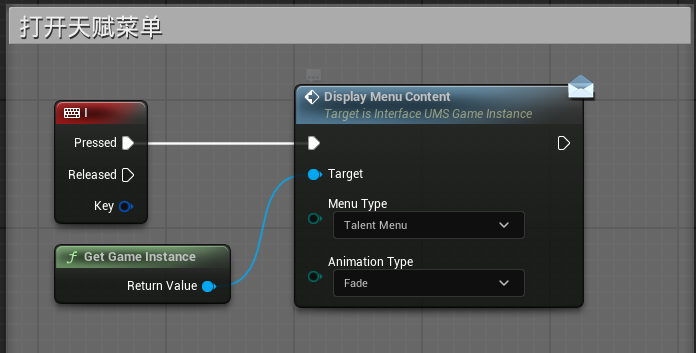 打开天赋菜单
I
Pressed
Released
Key
f Get Game Instance
Return Value
Display Menu Content
Target is Interface UMS Game Instance
Target
Menu Type
Talent Menu
Animation Type
Fade